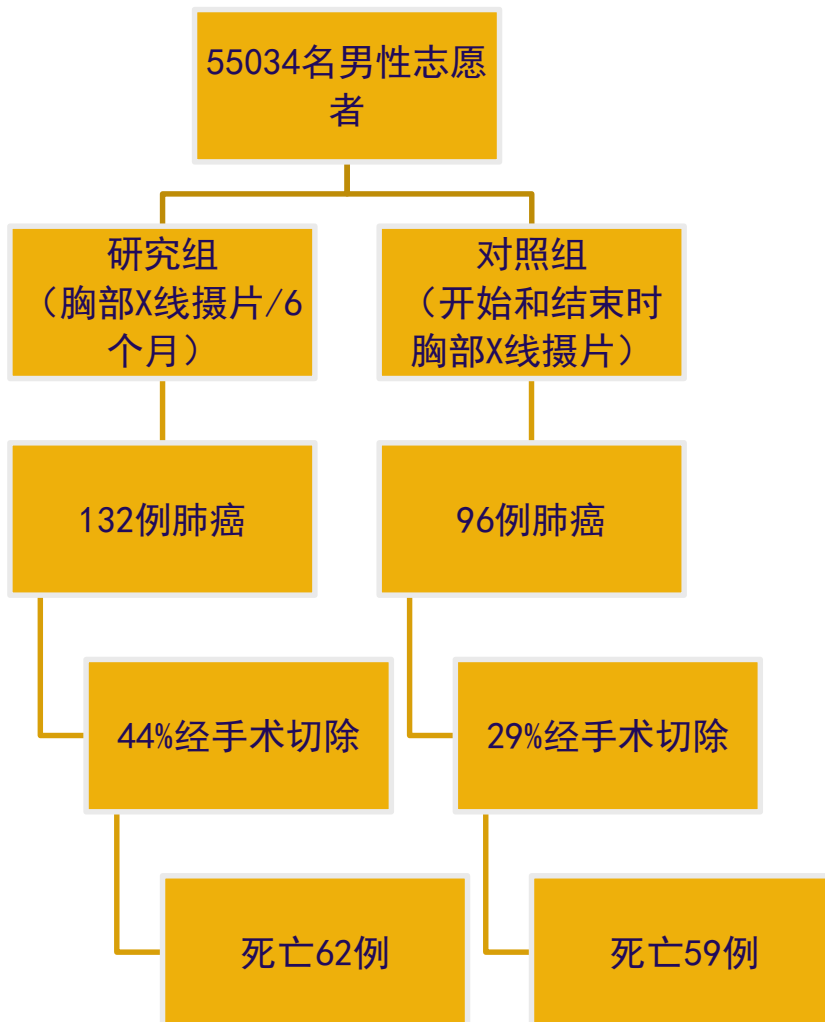 55034名男性志愿
者
研究组
（胸部X线摄片/6
个月）
对照组
（开始和结束时
胸部X线摄片）
132例肺癌
96例肺癌
44%经手术切除
29%经手术切除
死亡62例
死亡59例